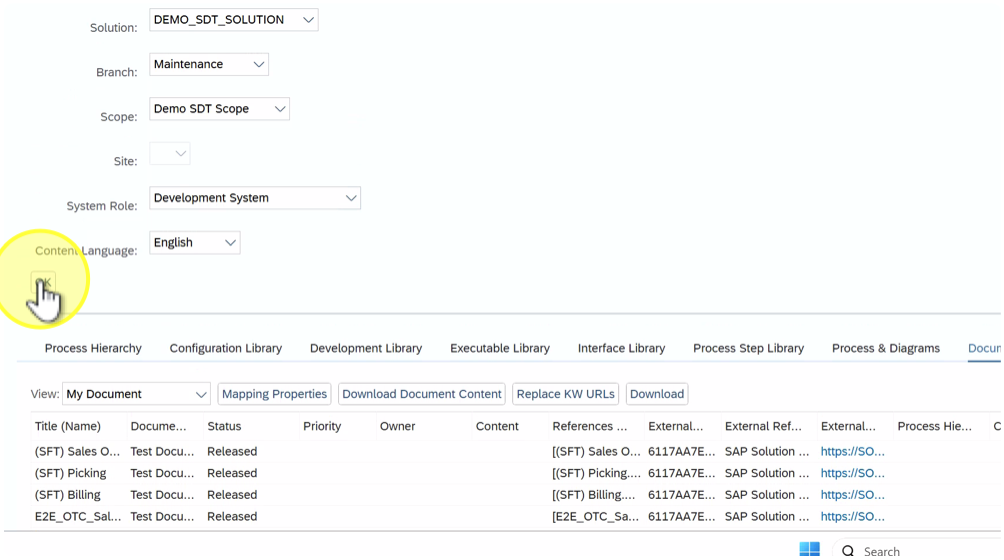 Solution: DEMO_SDT_SOLUTION
Branch: Maintenance
Scope: Demo SDT Scope
Site:
System Role: Development System
Content Language: English
OK
Process Hierarchy Configuration Library Development Library Executable Library Interface Library Process Step Library Process & Diagrams Docum
View: My Document Mapping Properties Download Document Content Replace KW URLs Download
Title (Name) Docume... Status Priority Owner Content References ... External... External Ref... External... Process Hie... C
(SFT) Sales O... Test Docu... Released [(SFT) Sales O... 6117AA7E... SAP Solution ... https://SO...
(SFT) Picking Test Docu... Released [(SFT) Picking.... 6117AA7E... SAP Solution ... https://SO...
(SFT) Billing Test Docu... Released [(SFT) Billing.... 6117AA7E... SAP Solution ... https://SO...
E2E_OTC_Sal... Test Docu... Released [E2E_OTC_Sa... 6117AA7E... SAP Solution ... https://SO...
Search